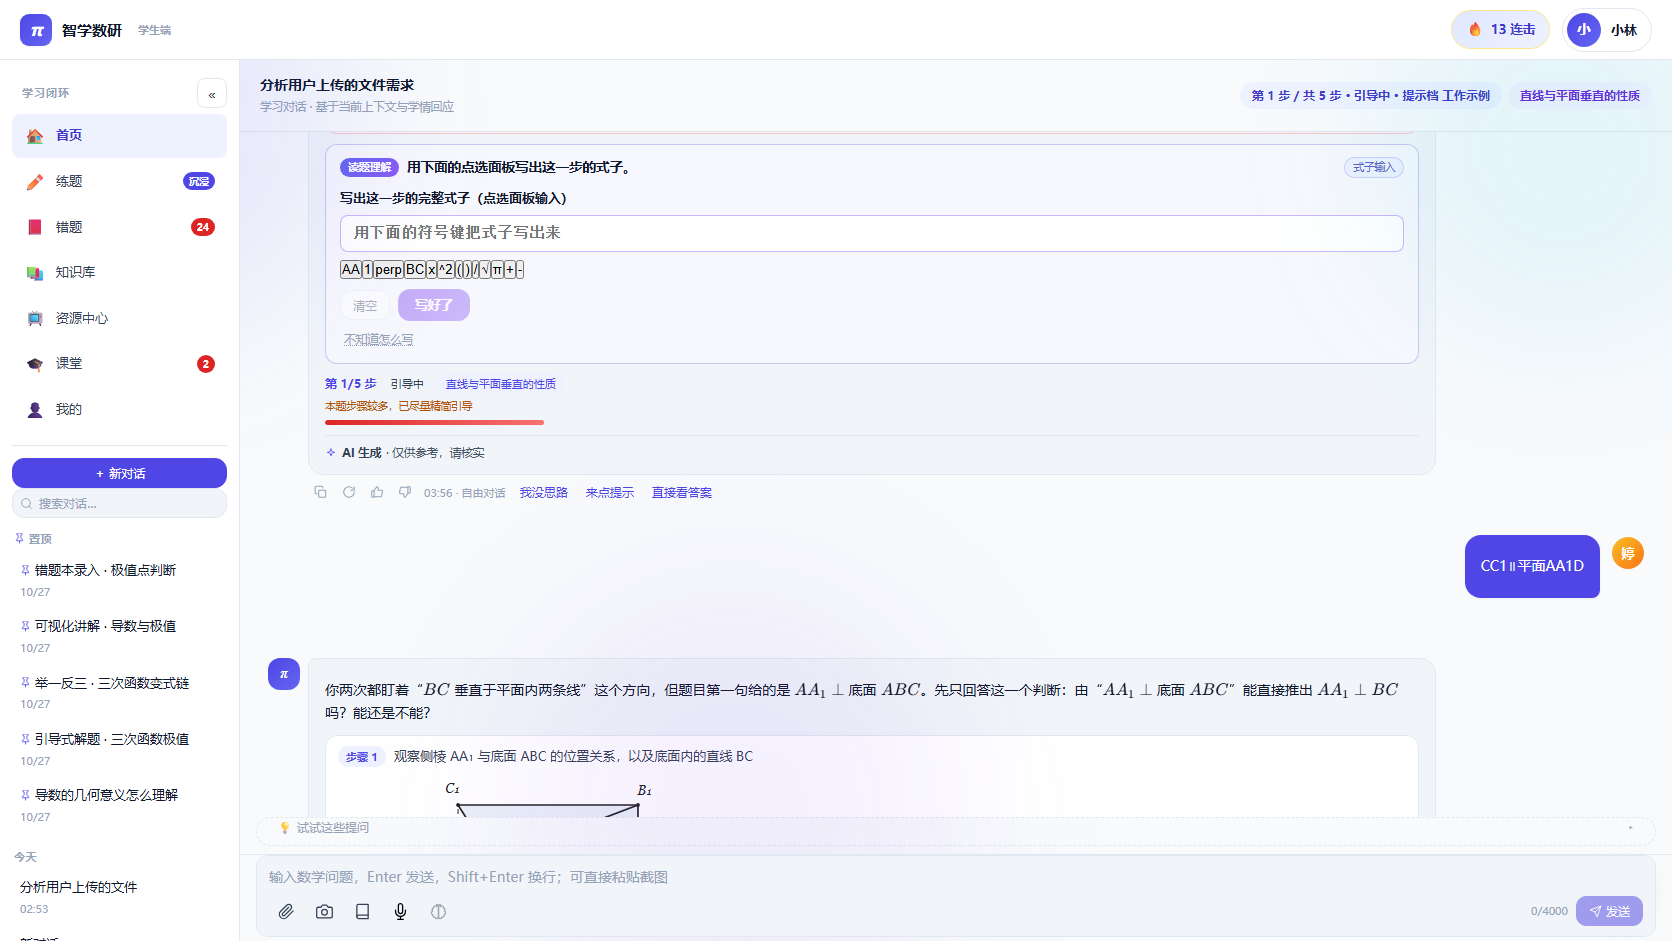 π 智学数研 学生端
13 连击
小 小林
学习闭环
«
首页
练题 沉浸
错题 24
知识库
资源中心
课堂 2
我的
+ 新对话
搜索对话...
置顶
错题本录入 · 极值点判断
10/27
可视化讲解 · 导数与极值
10/27
举一反三 · 三次函数变式链
10/27
引导式解题 · 三次函数极值
10/27
导数的几何意义怎么理解
10/27
今天
分析用户上传的文件
02:53
新对话
分析用户上传的文件需求
学习对话 · 基于当前上下文与学情回应
第 1 步 / 共 5 步 • 引导中 • 提示档 工作示例
直线与平面垂直的性质
读题理解 用下面的点选面板写出这一步的式子。
式子输入
写出这一步的完整式子（点选面板输入）
用下面的符号键把式子写出来
AA 1 perp BC x ^2 ( ) / √ π + -
清空 写好了
不知道怎么写
第 1/5 步 引导中 直线与平面垂直的性质
本题步骤较多，已尽量精简引导
AI 生成 · 仅供参考，请核实
03:56 · 自由对话 我没思路 来点提示 直接看答案
CC1∥平面AA1D
婷
π
你两次都盯着“BC 垂直于平面内两条线”这个方向，但题目第一句给的是 AA₁ ⊥ 底面 ABC。先只回答这一个判断：由“AA₁ ⊥ 底面 ABC”能直接推出 AA₁ ⊥ BC
吗？能还是不能？
步骤 1 观察侧棱 AA₁ 与底面 ABC 的位置关系，以及底面内的直线 BC
C₁
B₁
试试这些提问
输入数学问题，Enter 发送，Shift+Enter 换行；可直接粘贴截图
0/4000
发送